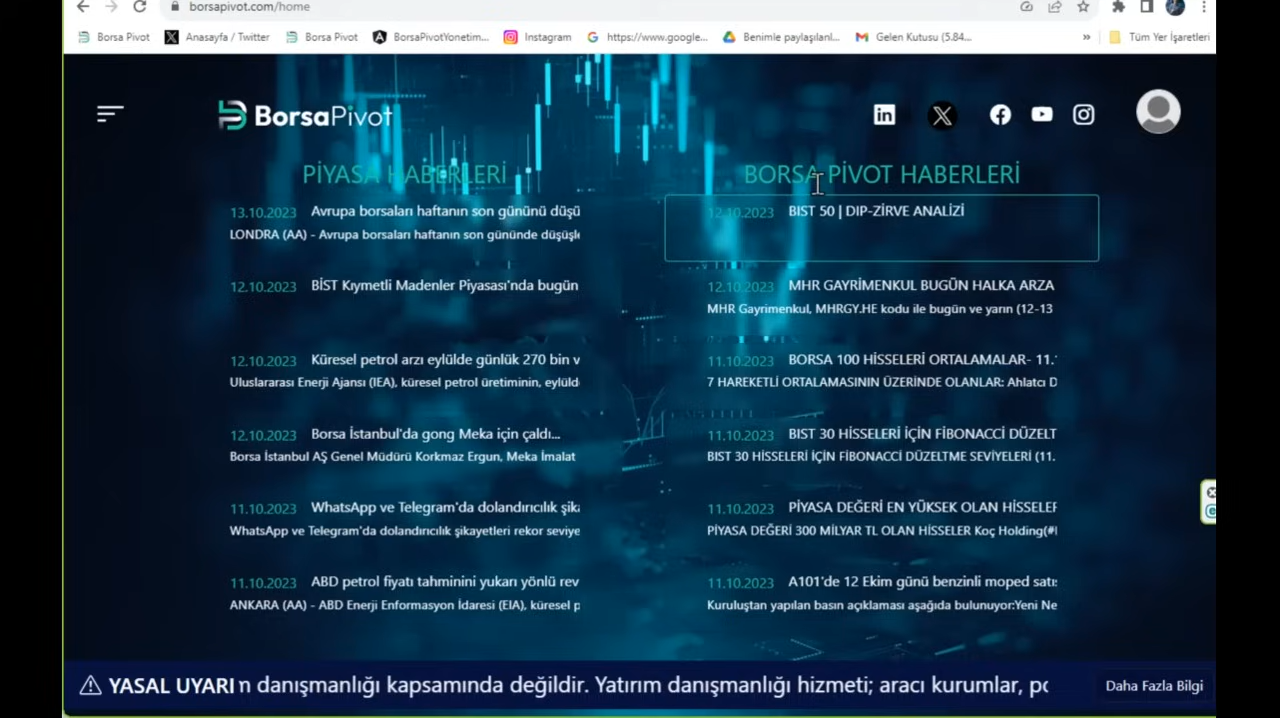 borsapivot.com/home
Borsa Pivot
Anasayfa / Twitter
Borsa Pivot
BorsaPivotYonetim...
Instagram
https://www.google...
Benimle paylaşılanl...
Gelen Kutusu (5.84...
»
Tüm Yer İşaretleri
BorsaPivot
PİYASA HABERLERİ
13.10.2023 Avrupa borsaları haftanın son gününü düşü
LONDRA (AA) - Avrupa borsaları haftanın son gününde düşüşle
12.10.2023 BİST Kıymetli Madenler Piyasası'nda bugün
12.10.2023 Küresel petrol arzı eylülde günlük 270 bin v
Uluslararası Enerji Ajansı (IEA), küresel petrol üretiminin, eylüld
12.10.2023 Borsa İstanbul'da gong Meka için çaldı...
Borsa İstanbul AŞ Genel Müdürü Korkmaz Ergun, Meka İmalat
11.10.2023 WhatsApp ve Telegram'da dolandırıcılık şika
WhatsApp ve Telegram'da dolandırıcılık şikayetleri rekor seviye
11.10.2023 ABD petrol fiyatı tahminini yukarı yönlü rev
ANKARA (AA) - ABD Enerji Enformasyon İdaresi (EIA), küresel p
BORSA PİVOT HABERLERİ
12.10.2023 BIST 50 | DIP-ZİRVE ANALİZİ
12.10.2023 MHR GAYRİMENKUL BUGÜN HALKA ARZA
MHR Gayrimenkul, MHRGY.HE kodu ile bugün ve yarın (12-13
11.10.2023 BORSA 100 HİSSELERİ ORTALAMALAR- 11.1
7 HAREKETLİ ORTALAMASININ ÜZERİNDE OLANLAR: Ahlatcı D
11.10.2023 BIST 30 HİSSELERİ İÇİN FİBONACCİ DÜZELT
BIST 30 HİSSELERİ İÇİN FİBONACCİ DÜZELTME SEVİYELERİ (11.
11.10.2023 PİYASA DEĞERİ EN YÜKSEK OLAN HİSSELER
PİYASA DEĞERİ 300 MİLYAR TL OLAN HİSSELER Koç Holding(#
11.10.2023 A101'de 12 Ekim günü benzinli moped satış
Kuruluştan yapılan basın açıklaması aşağıda bulunuyor:Yeni Ne
YASAL UYARI n danışmanlığı kapsamında değildir. Yatırım danışmanlığı hizmeti; aracı kurumlar, po
Daha Fazla Bilgi